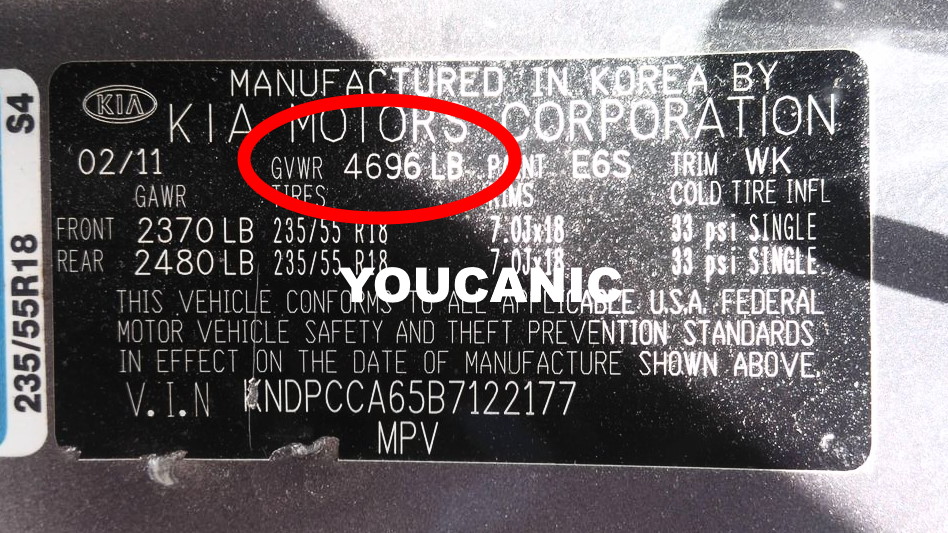 S4
235/55R18
KIA
MANUFACTURED IN KOREA BY
KIA MOTORS CORPORATION
02/11 GVWR 4696 LB PAINT E6S TRIM WK
GAWR TIRES RIMS COLD TIRE INFL
FRONT 2370 LB 235/55 R18 7.0Jx18 33 psi SINGLE
REAR 2480 LB 235/55 R18 7.0Jx18 33 psi SINGLE
YOUCANIC
THIS VEHICLE CONFORMS TO ALL APPLICABLE U.S.A. FEDERAL
MOTOR VEHICLE SAFETY AND THEFT PREVENTION STANDARDS
IN EFFECT ON THE DATE OF MANUFACTURE SHOWN ABOVE.
V.I.N KNDPCCA65B7122177
MPV